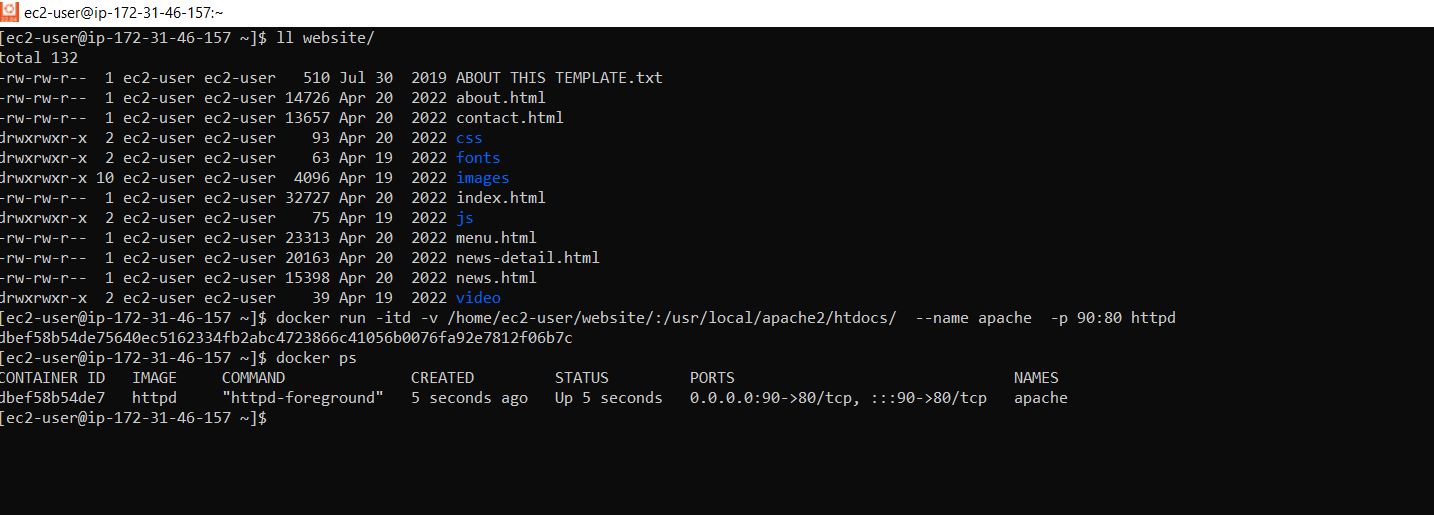 ec2-user@ip-172-31-46-157:~
[ec2-user@ip-172-31-46-157 ~]$ ll website/
total 132
-rw-rw-r--  1 ec2-user ec2-user   510 Jul 30  2019 ABOUT THIS TEMPLATE.txt
-rw-rw-r--  1 ec2-user ec2-user 14726 Apr 20  2022 about.html
-rw-rw-r--  1 ec2-user ec2-user 13657 Apr 20  2022 contact.html
drwxrwxr-x  2 ec2-user ec2-user    93 Apr 20  2022 css
drwxrwxr-x  2 ec2-user ec2-user    63 Apr 19  2022 fonts
drwxrwxr-x 10 ec2-user ec2-user  4096 Apr 19  2022 images
-rw-rw-r--  1 ec2-user ec2-user 32727 Apr 20  2022 index.html
drwxrwxr-x  2 ec2-user ec2-user    75 Apr 19  2022 js
-rw-rw-r--  1 ec2-user ec2-user 23313 Apr 20  2022 menu.html
-rw-rw-r--  1 ec2-user ec2-user 20163 Apr 20  2022 news-detail.html
-rw-rw-r--  1 ec2-user ec2-user 15398 Apr 20  2022 news.html
drwxrwxr-x  2 ec2-user ec2-user    39 Apr 19  2022 video
[ec2-user@ip-172-31-46-157 ~]$ docker run -itd -v /home/ec2-user/website/:/usr/local/apache2/htdocs/  --name apache  -p 90:80 httpd
dbef58b54de75640ec5162334fb2abc4723866c41056b0076fa92e7812f06b7c
[ec2-user@ip-172-31-46-157 ~]$ docker ps
CONTAINER ID   IMAGE     COMMAND              CREATED         STATUS         PORTS                               NAMES
dbef58b54de7   httpd     "httpd-foreground"   5 seconds ago   Up 5 seconds   0.0.0.0:90->80/tcp, :::90->80/tcp   apache
[ec2-user@ip-172-31-46-157 ~]$